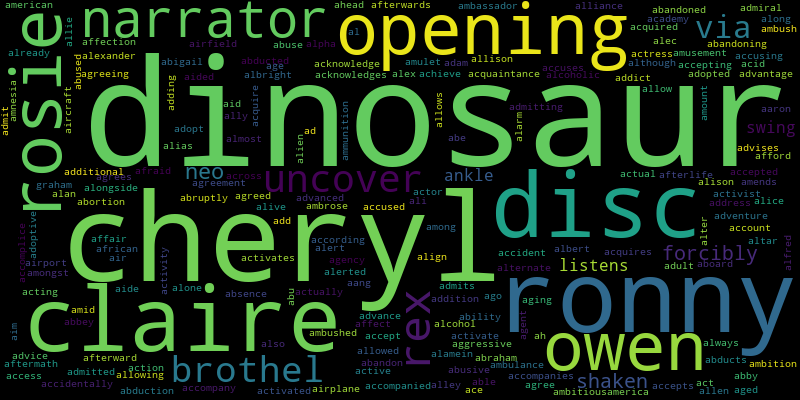 american
narrator
ahead
afterwards
ambassador
alliance
abandoned
admiral
opening
via
along
already
allie
affection
airfield
abuse
alpha
al
academy
acquired
abandoning
ambush
rosie
alexander
abducted
acknowledge
alec
actress
amusement
accusing
agreeing
abigail
age
acknowledges
adam
allison
although
accepting
acid
albright
alex
achieve
acquaintance
accuses
addict
adopted
advantage
dinosaur
amnesia
aircraft
abused
adding
aided
acquire
amulet
alcoholic
allow
amount
admit
adopt
aid
ally
ad
ammunition
allows
admitting
alarm
aaron
swing
alias
almost
alien
abe
advises
afford
additional
agrees
afraid
neo
across
uncover
ankle
actual
afterlife
accepted
graham
alongside
agreement
advanced
actor
disc
alison
amends
alan
abortion
abruptly
agreed
alive
ambrose
accused
ali
activist
address
alice
adoptive
accomplice
cheryl
add
among
alter
adventure
account
affair
african
according
alert
accident
albert
altar
alfred
airport
air
activity
activates
agency
alerted
align
acquires
forcibly
amongst
aang
alternate
listens
adult
aboard
acting
aide
alone
absence
abu
actually
rex
admits
addition
ago
aging
ronny
amid
claire
abbey
advance
ability
agent
aim
also
ambushed
affect
accept
alcohol
activate
ah
owen
always
advice
afterward
allowed
alamein
aggressive
abducts
ambition
aftermath
admitted
action
brothel
abandon
abraham
ambulance
abby
access
allowing
active
abusive
accompanies
shaken
accepts
act
accidentally
abduction
accompany
activated
airplane
accompanied
alley
able
ace
agree
ambitiousamerica
allen
aged